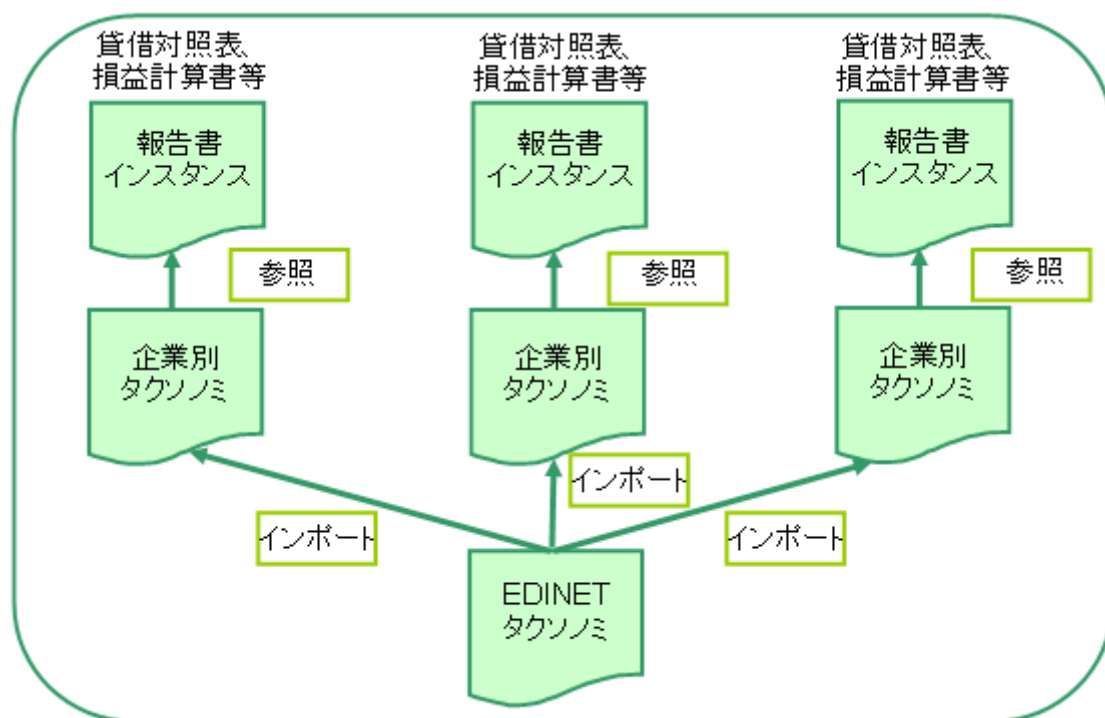 貸借対照表、
損益計算書等
貸借対照表、
損益計算書等
貸借対照表、
損益計算書等
報告書
インスタンス
報告書
インスタンス
報告書
インスタンス
参照
参照
参照
企業別
タクソノミ
企業別
タクソノミ
企業別
タクソノミ
インポート
インポート
インポート
EDINET
タクソノミ